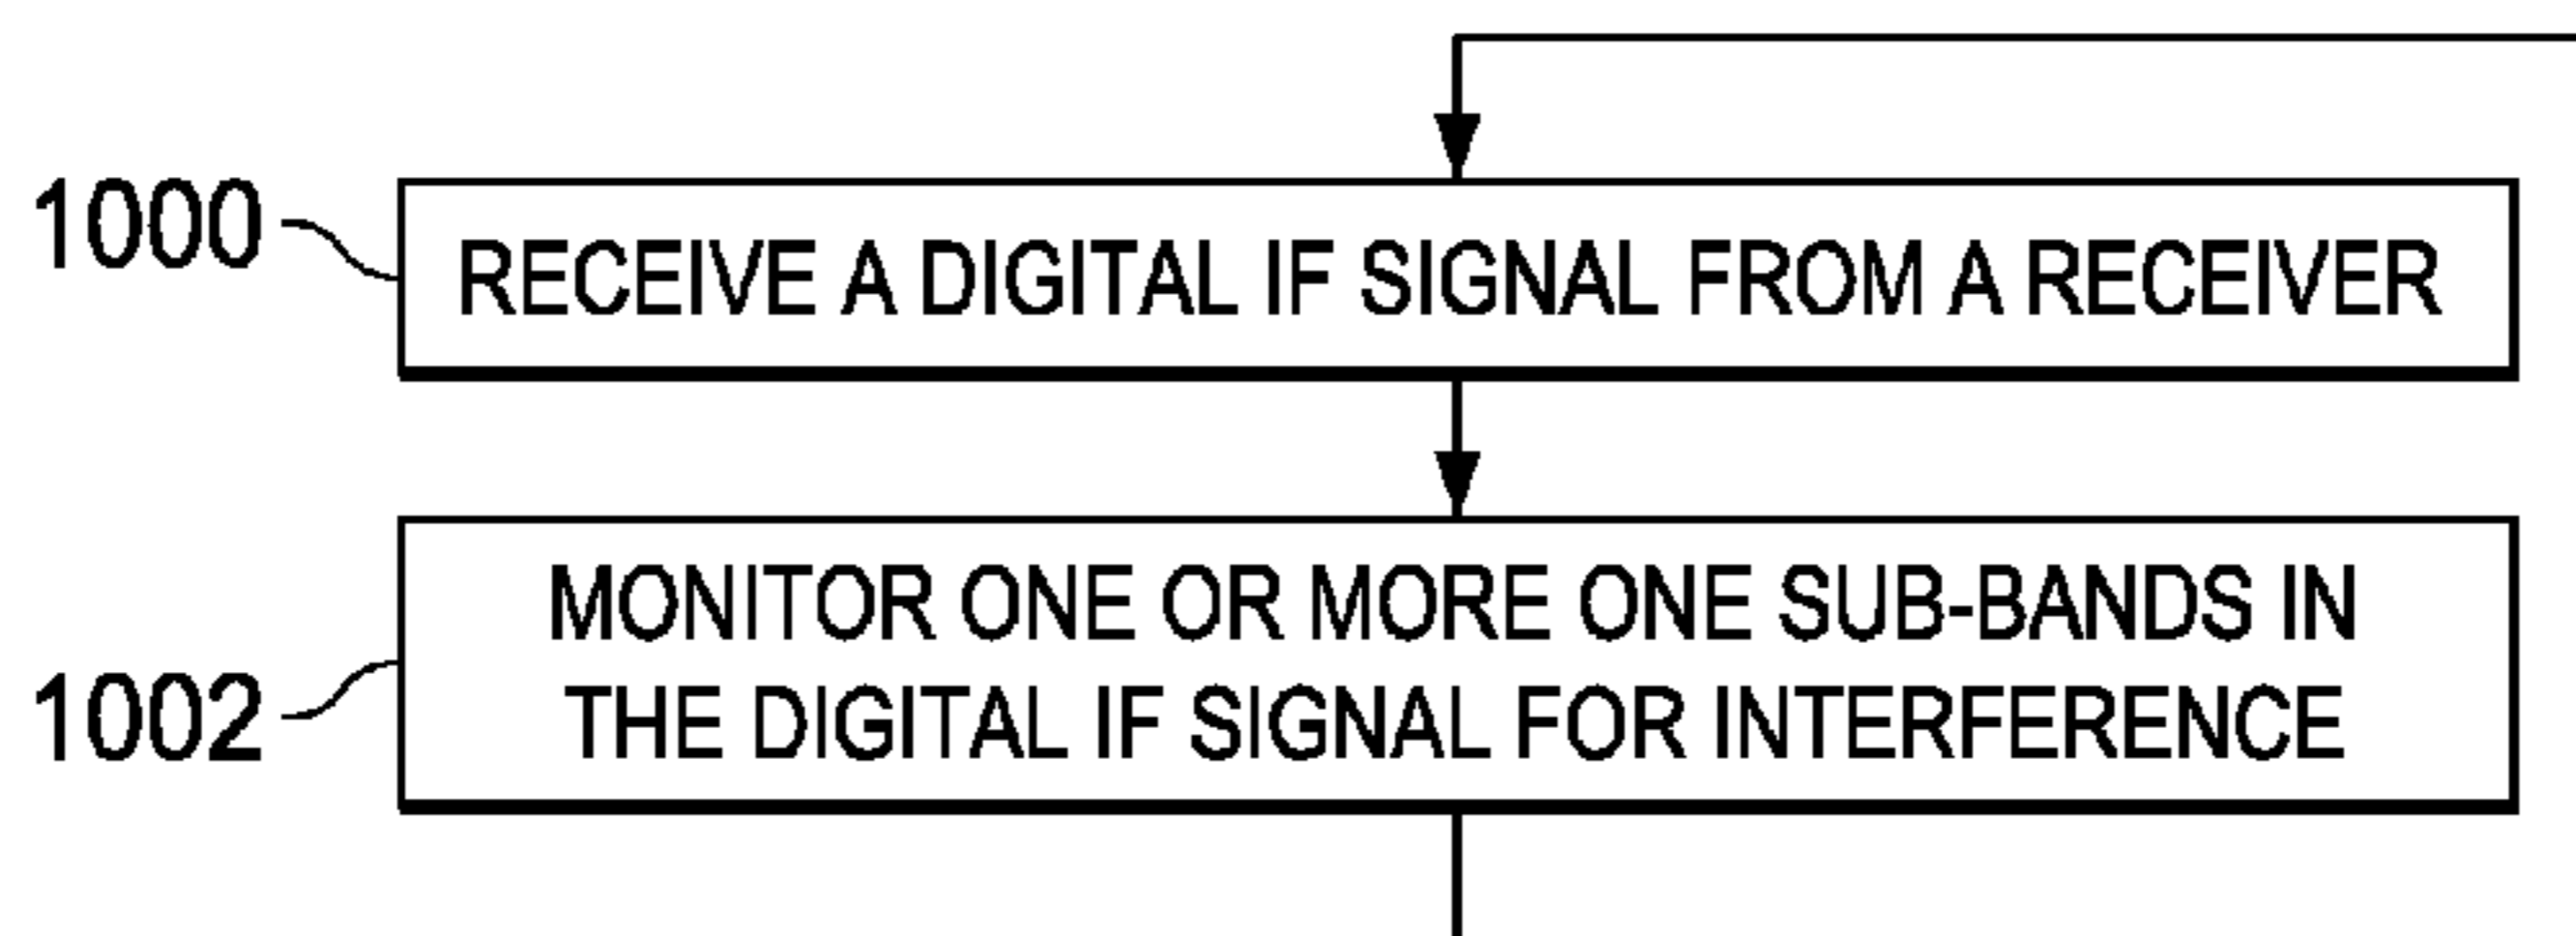 1000
RECEIVE A DIGITAL IF SIGNAL FROM A RECEIVER
1002
MONITOR ONE OR MORE ONE SUB-BANDS IN
THE DIGITAL IF SIGNAL FOR INTERFERENCE